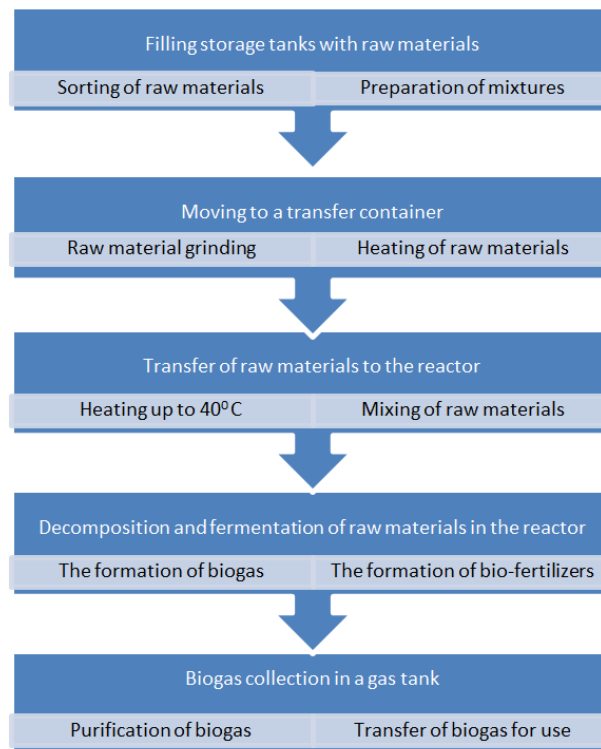 Filling storage tanks with raw materials
Sorting of raw materials
Preparation of mixtures
Moving to a transfer container
Raw material grinding
Heating of raw materials
Transfer of raw materials to the reactor
Heating up to 40⁰ C
Mixing of raw materials
Decomposition and fermentation of raw materials in the reactor
The formation of biogas
The formation of bio-fertilizers
Biogas collection in a gas tank
Purification of biogas
Transfer of biogas for use